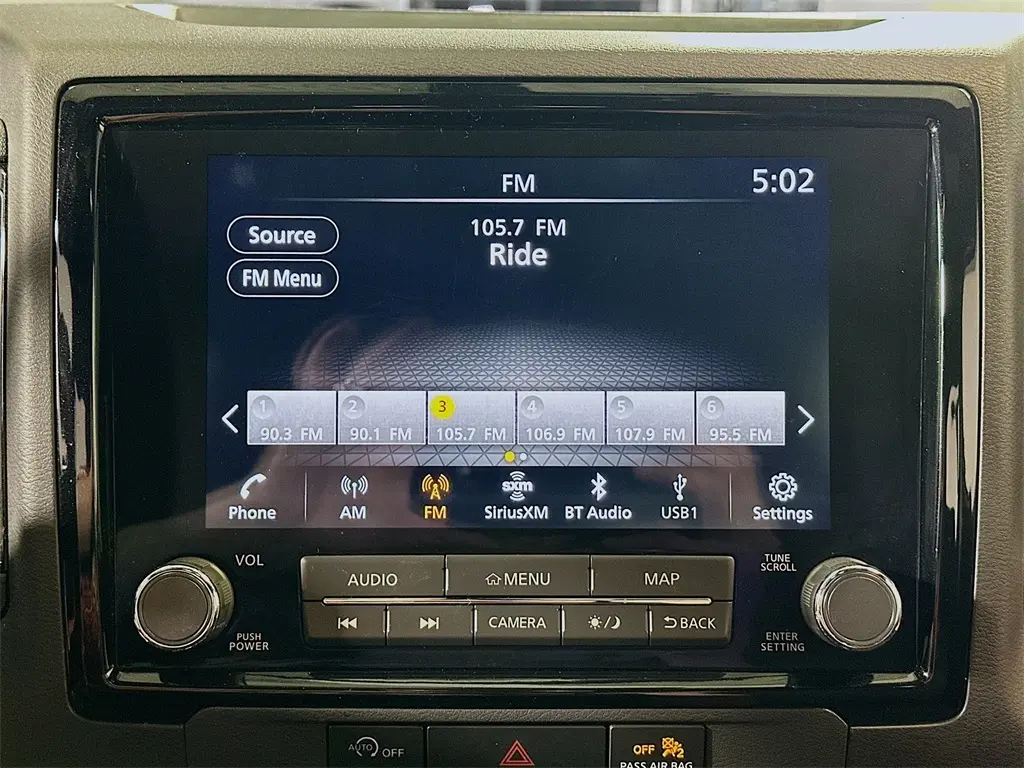 FM
5:02
Source
105.7 FM
Ride
FM Menu
1 2 3 4 5 6
90.3 FM 90.1 FM 105.7 FM 106.9 FM 107.9 FM 95.5 FM
sxm
Phone AM FM SiriusXM BT Audio USB1 Settings
VOL
TUNE
SCROLL
AUDIO MENU MAP
CAMERA BACK
PUSH
POWER
ENTER
SETTING
AUTO OFF
OFF 2
PASS AIR BAG